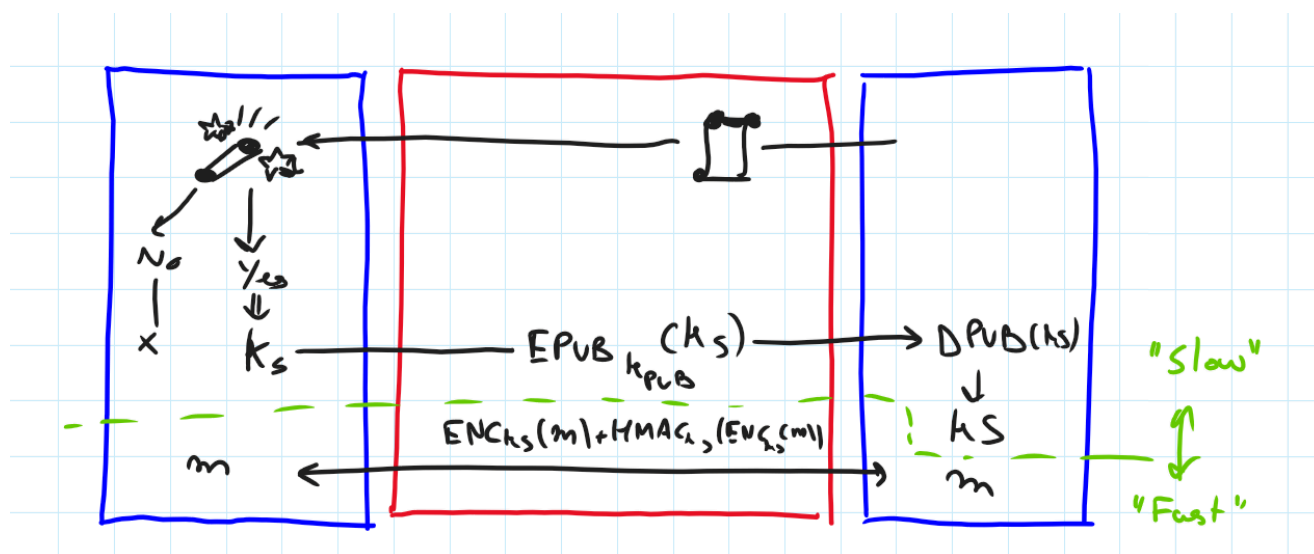 No
Yes
x
ks
EPUB kPUB (ks)
DPUB(ks)
"Slow"
ENCks(m)+HMACks(ENCks(m))
kS
m
m
"Fast"